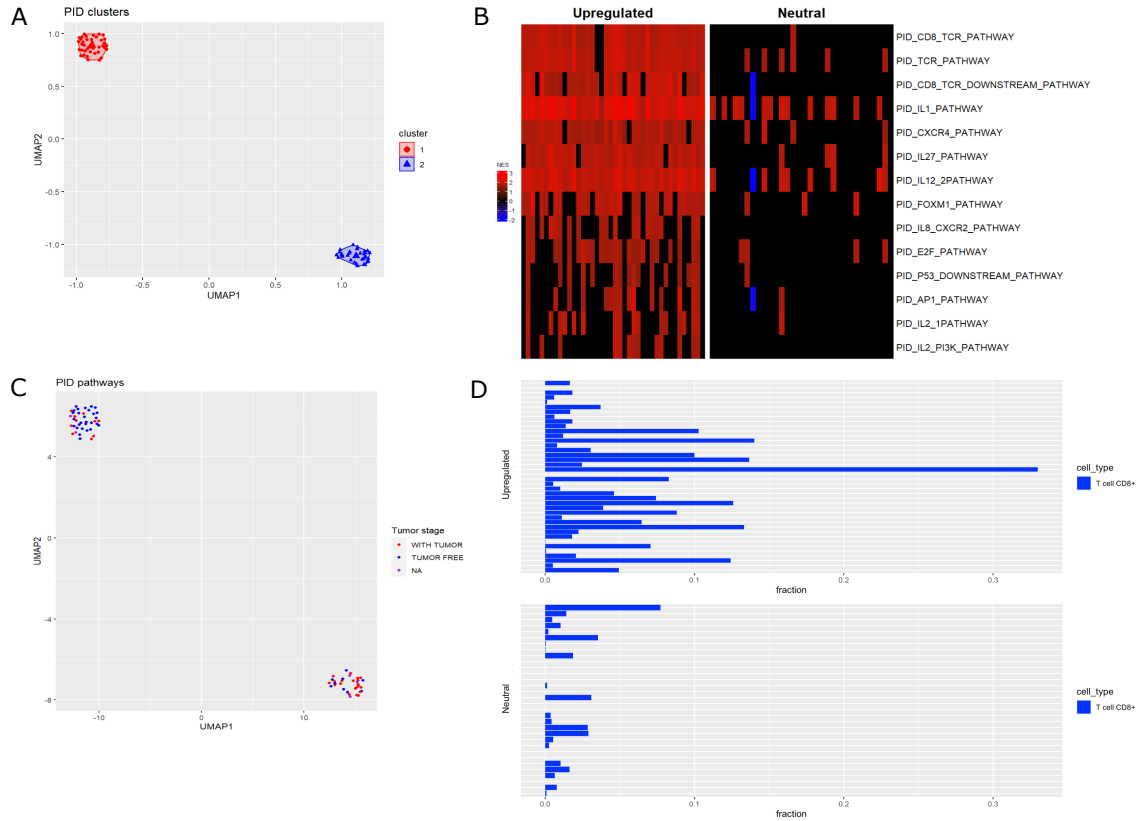 A
PID clusters
1.0
0.5
0.0
-0.5
-1.0
UMAP2
-1.0
-0.5
0.0
0.5
1.0
UMAP1
cluster
1
2
B
Upregulated
Neutral
PID_CD8_TCR_PATHWAY
PID_TCR_PATHWAY
PID_CD8_TCR_DOWNSTREAM_PATHWAY
PID_IL1_PATHWAY
PID_CXCR4_PATHWAY
PID_IL27_PATHWAY
PID_IL12_2PATHWAY
PID_FOXM1_PATHWAY
PID_IL8_CXCR2_PATHWAY
PID_E2F_PATHWAY
PID_P53_DOWNSTREAM_PATHWAY
PID_AP1_PATHWAY
PID_IL2_1PATHWAY
PID_IL2_PI3K_PATHWAY
NES
3
2
1
0
-1
-2
C
PID pathways
4
0
-4
-8
UMAP2
-10
0
10
UMAP1
Tumor stage
WITH TUMOR
TUMOR FREE
NA
D
Upregulated
0.0
0.1
0.2
0.3
fraction
cell_type
T cell CD8+
Neutral
0.0
0.1
0.2
0.3
fraction
cell_type
T cell CD8+